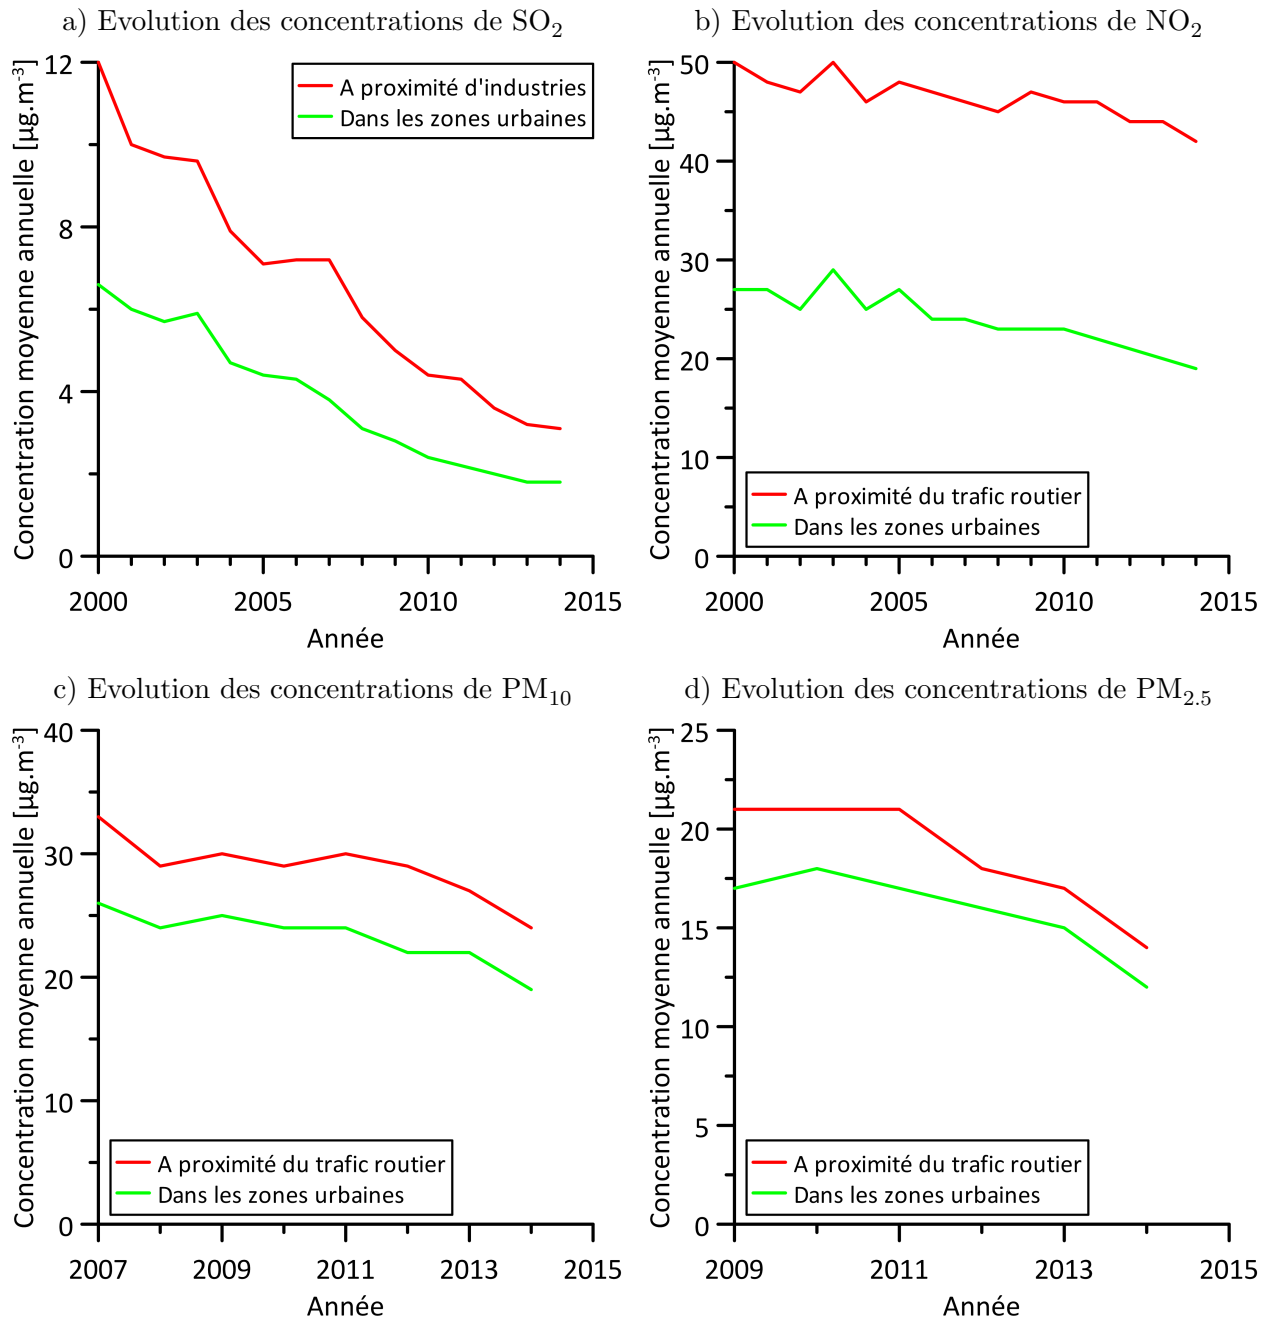 a) Evolution des concentrations de SO2
Concentration moyenne annuelle [µg.m-3]
12
8
4
0
A proximité d'industries
Dans les zones urbaines
2000 2005 2010 2015
Année
b) Evolution des concentrations de NO2
Concentration moyenne annuelle [µg.m-3]
50
40
30
20
10
0
A proximité du trafic routier
Dans les zones urbaines
2000 2005 2010 2015
Année
c) Evolution des concentrations de PM10
Concentration moyenne annuelle [µg.m-3]
40
30
20
10
0
A proximité du trafic routier
Dans les zones urbaines
2007 2009 2011 2013 2015
Année
d) Evolution des concentrations de PM2.5
Concentration moyenne annuelle [µg.m-3]
25
20
15
10
5
0
A proximité du trafic routier
Dans les zones urbaines
2009 2011 2013 2015
Année